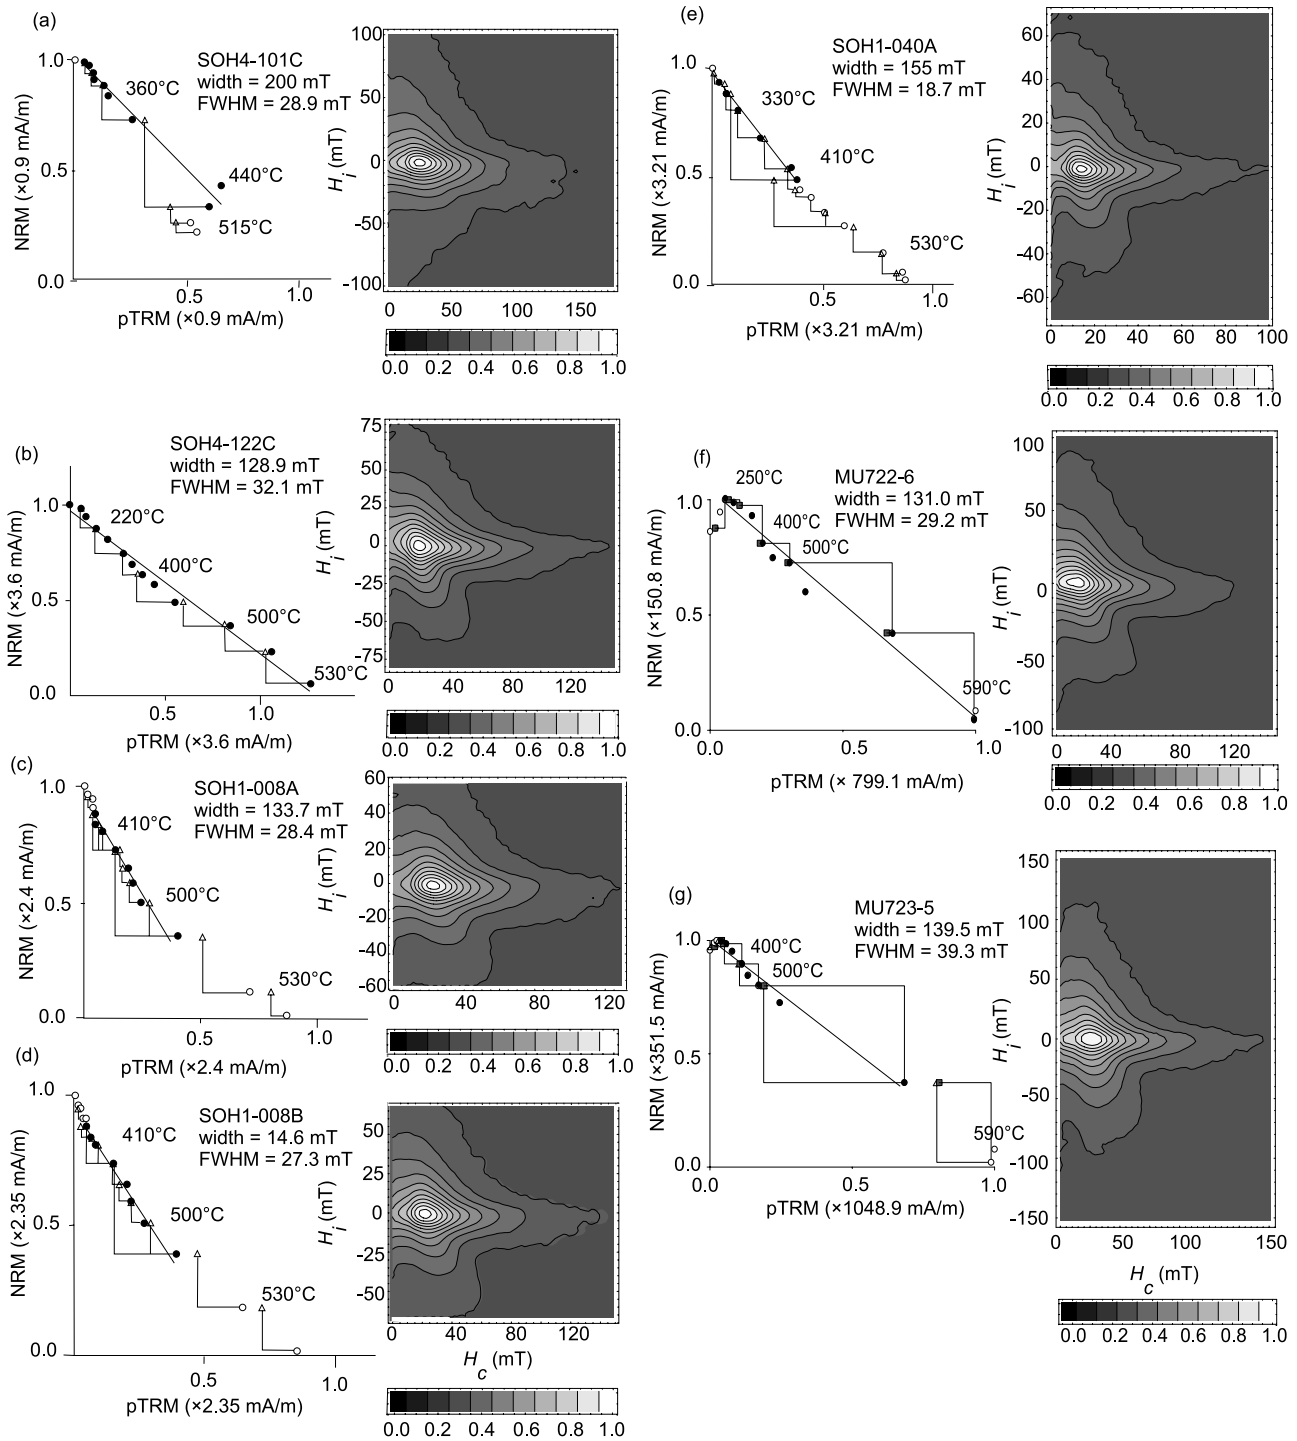 (a)
SOH4-101C
width = 200 mT
FWHM = 28.9 mT
360°C
440°C
515°C
1.0
0.5
0.0
0.5
1.0
NRM (×0.9 mA/m)
pTRM (×0.9 mA/m)
100
50
0
-50
-100
H_i (mT)
0
50
100
150
0.0 0.2 0.4 0.6 0.8 1.0
(b)
SOH4-122C
width = 128.9 mT
FWHM = 32.1 mT
220°C
400°C
500°C
530°C
1.0
0.5
0.0
0.5
1.0
NRM (×3.6 mA/m)
pTRM (×3.6 mA/m)
75
50
25
0
-25
-50
-75
H_i (mT)
0
40
80
120
0.0 0.2 0.4 0.6 0.8 1.0
(c)
SOH1-008A
width = 133.7 mT
FWHM = 28.4 mT
410°C
500°C
530°C
1.0
0.5
0.0
0.5
1.0
NRM (×2.4 mA/m)
pTRM (×2.4 mA/m)
60
40
20
0
-20
-40
-60
H_i (mT)
0
20
40
60
80
100
130
0.0 0.2 0.4 0.6 0.8 1.0
(d)
SOH1-008B
width = 14.6 mT
FWHM = 27.3 mT
410°C
500°C
530°C
1.0
0.5
0.0
0.5
1.0
NRM (×2.35 mA/m)
pTRM (×2.35 mA/m)
50
25
0
-25
-50
H_i (mT)
0
40
80
120
H_c (mT)
0.0 0.2 0.4 0.6 0.8 1.0
(e)
SOH1-040A
width = 155 mT
FWHM = 18.7 mT
330°C
410°C
530°C
1.0
0.5
0.0
0.5
1.0
NRM (×3.21 mA/m)
pTRM (×3.21 mA/m)
60
40
20
0
-20
-40
-60
H_i (mT)
0
20
40
60
80
100
0.0 0.2 0.4 0.6 0.8 1.0
(f)
MU722-6
width = 131.0 mT
FWHM = 29.2 mT
250°C
400°C
500°C
590°C
1.0
0.5
0.0
0.0
0.5
1.0
NRM (×150.8 mA/m)
pTRM (× 799.1 mA/m)
100
50
0
-50
-100
H_i (mT)
0
40
80
120
0.0 0.2 0.4 0.6 0.8 1.0
(g)
MU723-5
width = 139.5 mT
FWHM = 39.3 mT
400°C
500°C
590°C
1.0
0.5
0.0
0.0
0.5
1.0
NRM (×351.5 mA/m)
pTRM (×1048.9 mA/m)
150
100
50
0
-50
-100
-150
H_i (mT)
0
50
100
150
H_c (mT)
0.0 0.2 0.4 0.6 0.8 1.0